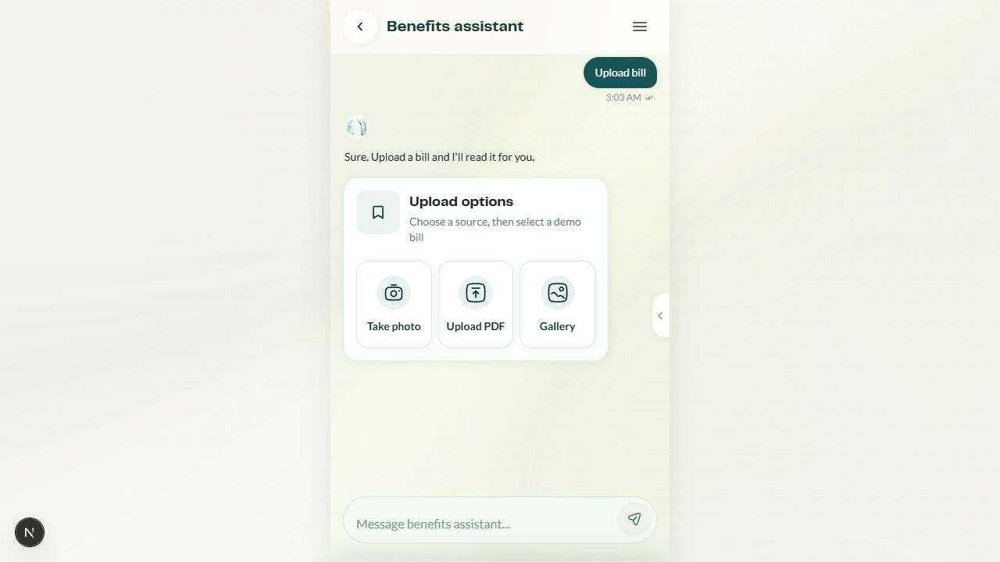 Benefits assistant
Upload bill
3:03 AM
Sure. Upload a bill and I'll read it for you.
Upload options
Choose a source, then select a demo
bill
Take photo
Upload PDF
Gallery
Message benefits assistant...
N